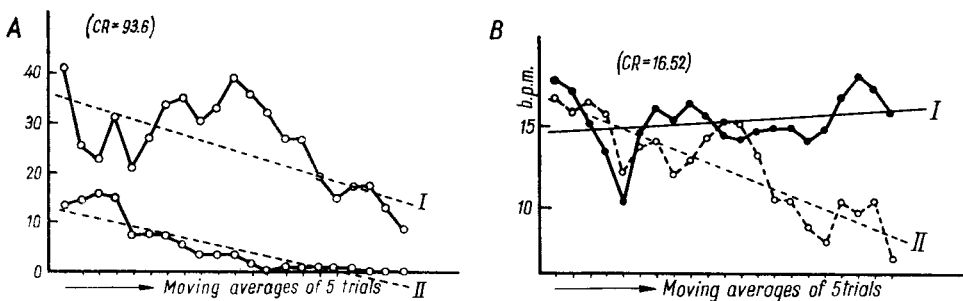 A
(CR=93.6)
40
30
20
10
0
I
II
Moving averages of 5 trials
B
(CR=16.52)
b.p.m.
15
10
I
II
Moving averages of 5 trials